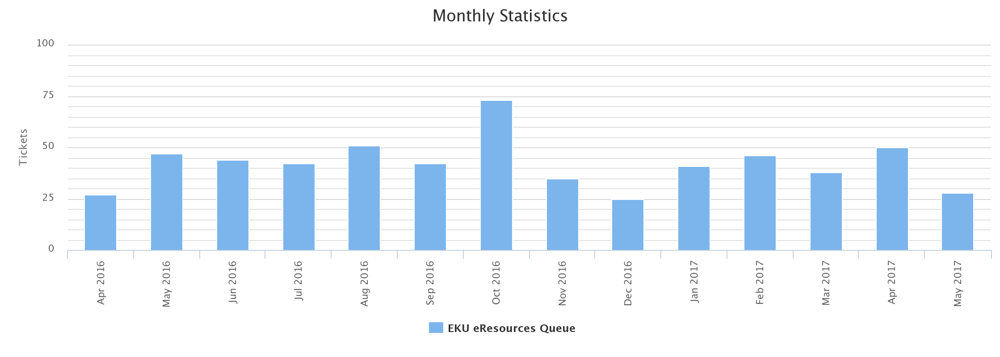 Monthly Statistics
100
75
50
25
0
Tickets
Apr 2016
May 2016
Jun 2016
Jul 2016
Aug 2016
Sep 2016
Oct 2016
Nov 2016
Dec 2016
Jan 2017
Feb 2017
Mar 2017
Apr 2017
May 2017
EKU eResources Queue